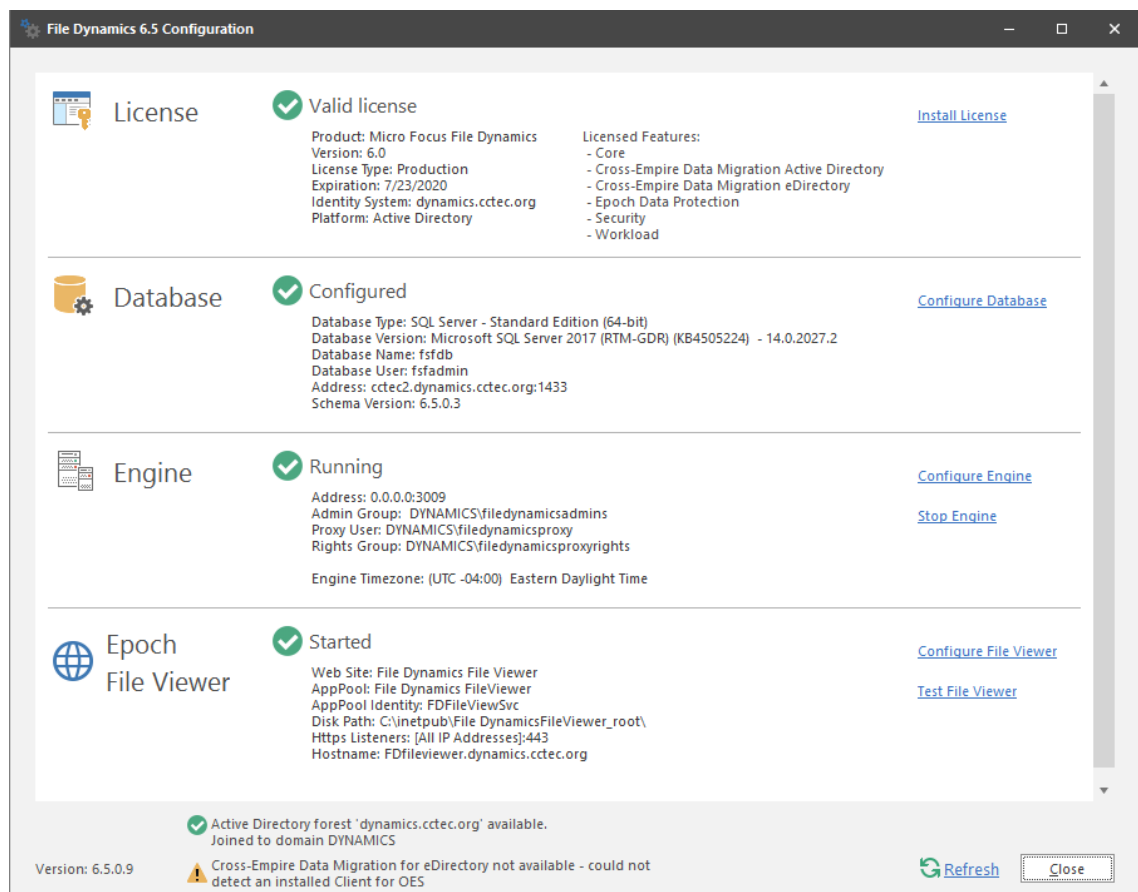 File Dynamics 6.5 Configuration
License
Valid license
Install License
Product: Micro Focus File Dynamics
Version: 6.0
License Type: Production
Expiration: 7/23/2020
Identity System: dynamics.cctec.org
Platform: Active Directory
Licensed Features:
- Core
- Cross-Empire Data Migration Active Directory
- Cross-Empire Data Migration eDirectory
- Epoch Data Protection
- Security
- Workload
Database
Configured
Configure Database
Database Type: SQL Server - Standard Edition (64-bit)
Database Version: Microsoft SQL Server 2017 (RTM-GDR) (KB4505224)  - 14.0.2027.2
Database Name: fsfdb
Database User: fsfadmin
Address: cctec2.dynamics.cctec.org:1433
Schema Version: 6.5.0.3
Engine
Running
Configure Engine
Address: 0.0.0.0:3009
Admin Group:  DYNAMICS\filedynamicsadmins
Proxy User: DYNAMICS\filedynamicsproxy
Rights Group: DYNAMICS\filedynamicsproxyrights
Stop Engine
Engine Timezone: (UTC -04:00)  Eastern Daylight Time
Epoch
File Viewer
Started
Configure File Viewer
Web Site: File Dynamics File Viewer
AppPool: File Dynamics FileViewer
AppPool Identity: FDFileViewSvc
Disk Path: C:\inetpub\File DynamicsFileViewer_root\
Https Listeners: [All IP Addresses]:443
Hostname: FDfileviewer.dynamics.cctec.org
Test File Viewer
Active Directory forest 'dynamics.cctec.org' available.
Joined to domain DYNAMICS
Version: 6.5.0.9
Cross-Empire Data Migration for eDirectory not available - could not
detect an installed Client for OES
Refresh
Close